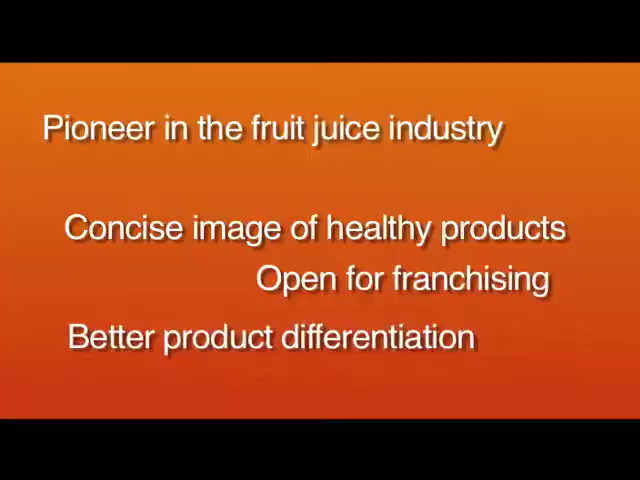 Pioneer in the fruit juice industry
Concise image of healthy products
Open for franchising
Better product differentiation